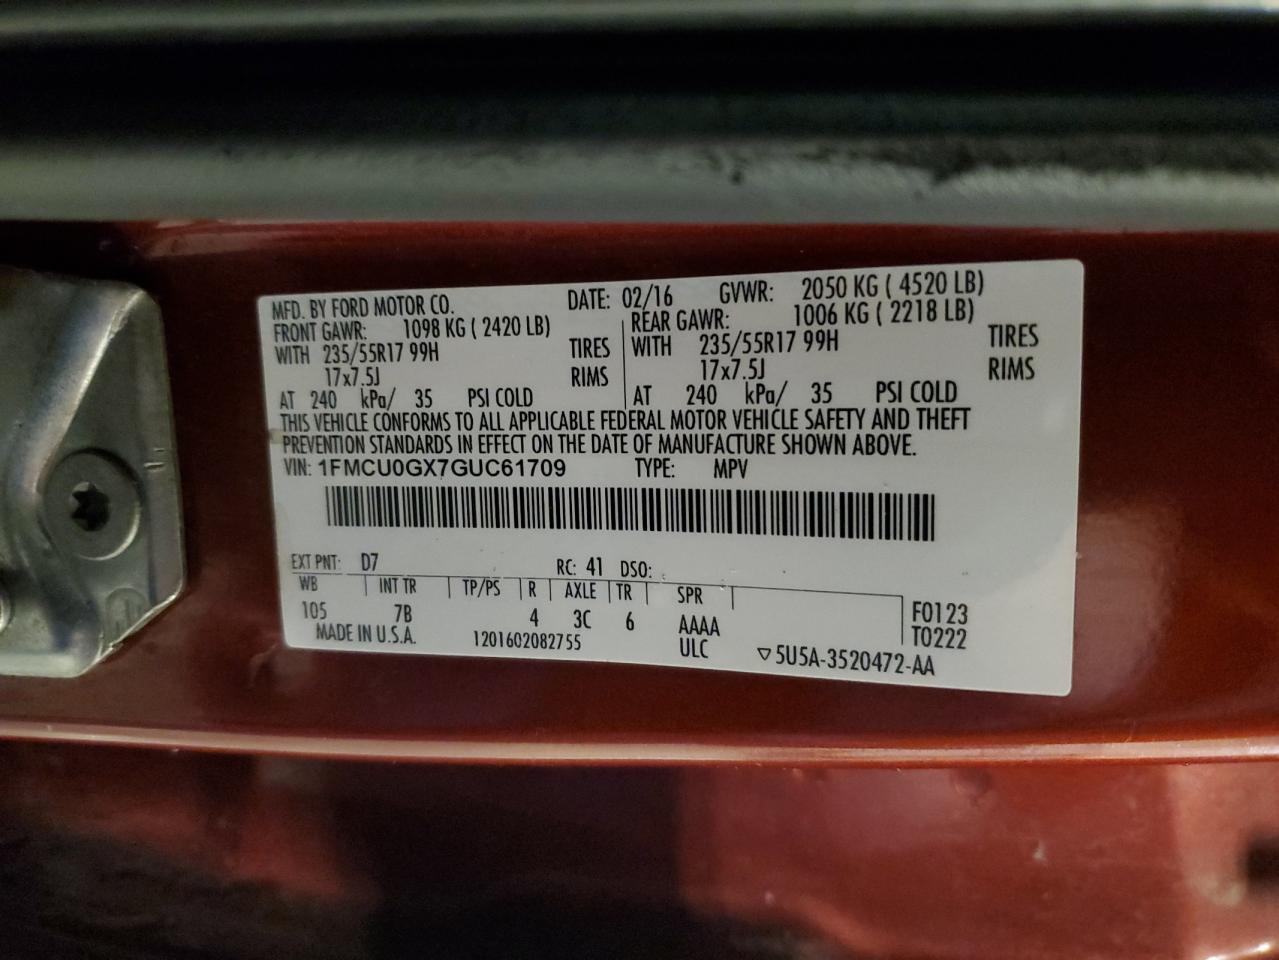 MFD. BY FORD MOTOR CO. DATE: 02/16 GVWR: 2050 KG ( 4520 LB)
FRONT GAWR: 1098 KG ( 2420 LB) REAR GAWR: 1006 KG ( 2218 LB)
WITH 235/55R17 99H TIRES WITH 235/55R17 99H TIRES
17x7.5J RIMS 17x7.5J RIMS
AT 240 kPa/ 35 PSI COLD AT 240 kPa/ 35 PSI COLD
THIS VEHICLE CONFORMS TO ALL APPLICABLE FEDERAL MOTOR VEHICLE SAFETY AND THEFT
PREVENTION STANDARDS IN EFFECT ON THE DATE OF MANUFACTURE SHOWN ABOVE.
VIN: 1FMCU0GX7GUC61709 TYPE: MPV
EXT PNT: D7 RC: 41 DSO:
WB INT TR TP/PS R AXLE TR SPR
105 7B 4 3C 6 AAAA F0123
MADE IN U.S.A. 1201602082755 ULC T0222
▽5U5A-3520472-AA